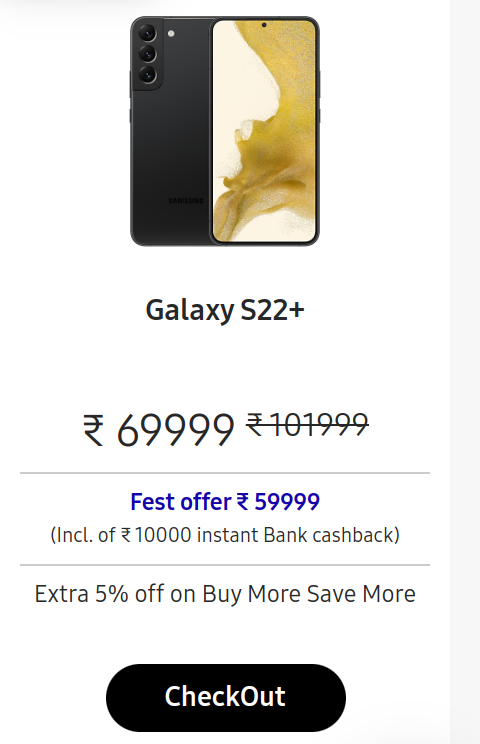 SAMSUNG
Galaxy S22+
₹ 69999 ₹ 101999
Fest offer ₹ 59999
(Incl. of ₹ 10000 instant Bank cashback)
Extra 5% off on Buy More Save More
CheckOut